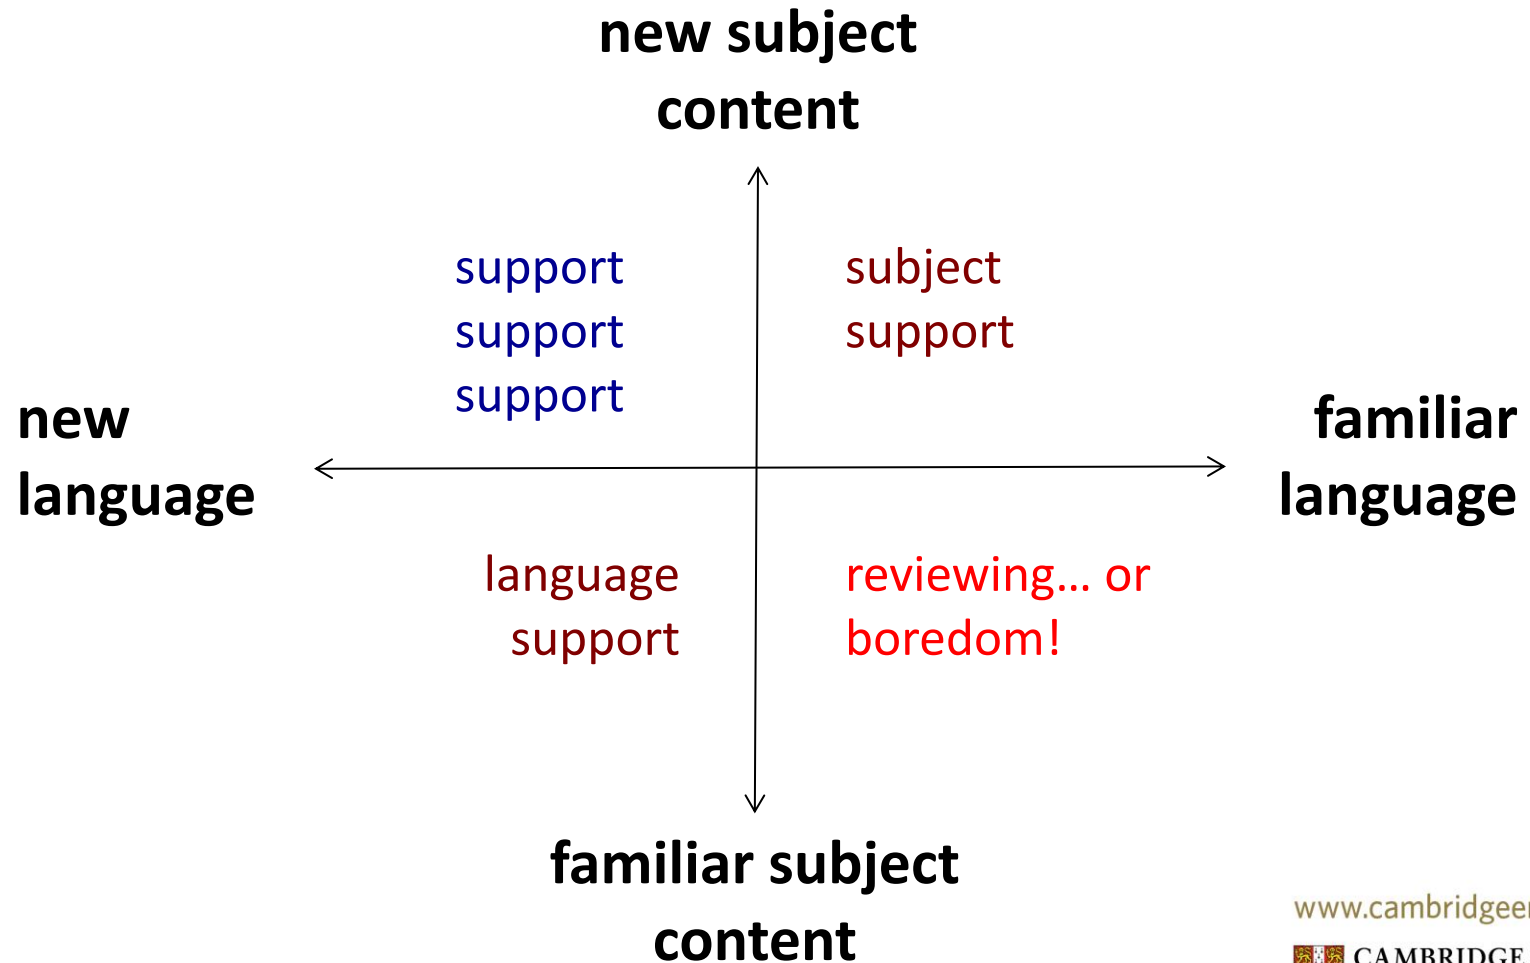 new subject
content
support
support
support
subject
support
new
language
familiar
language
language
support
reviewing... or
boredom!
familiar subject
content
CAMBRIDGE